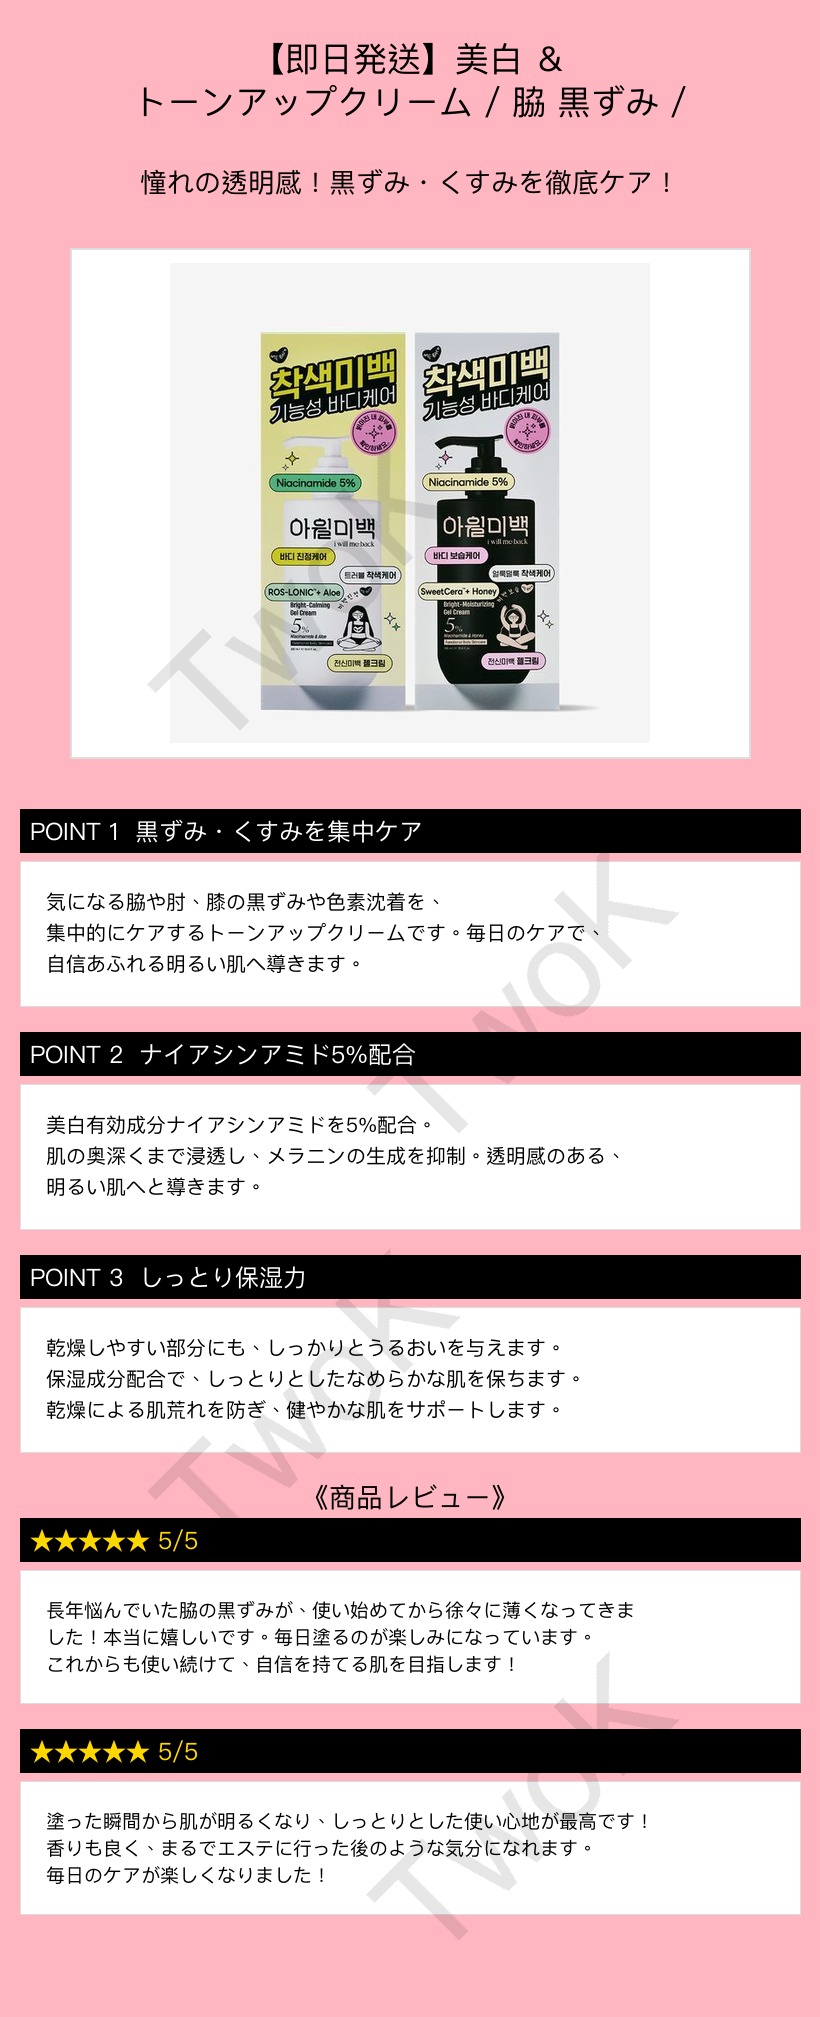 【即日発送】美白 ＆
トーンアップクリーム / 脇 黒ずみ /
憧れの透明感！黒ずみ・くすみを徹底ケア！
착색미백
기능성 바디케어
Niacinamide 5%
아윌미백
i will me back
바디 진정케어
트러블 착색케어
ROS-LONIC™+ Aloe
Bright-Calming
Gel Cream
5%
Niacinamide & Aloe
전신미백 젤크림
착색미백
기능성 바디케어
Niacinamide 5%
아윌미백
i will me back
바디 보습케어
얼룩덜룩 착색케어
SweetCera™+ Honey
Bright-Moisturizing
Gel Cream
5%
Niacinamide & Honey
전신미백 젤크림
POINT 1 黒ずみ・くすみを集中ケア
気になる脇や肘、膝の黒ずみや色素沈着を、
集中的にケアするトーンアップクリームです。毎日のケアで、
自信あふれる明るい肌へ導きます。
POINT 2 ナイアシンアミド5%配合
美白有効成分ナイアシンアミドを5%配合。
肌の奥深くまで浸透し、メラニンの生成を抑制。透明感のある、
明るい肌へと導きます。
POINT 3 しっとり保湿力
乾燥しやすい部分にも、しっかりとうるおいを与えます。
保湿成分配合で、しっとりとしたなめらかな肌を保ちます。
乾燥による肌荒れを防ぎ、健やかな肌をサポートします。
《商品レビュー》
★★★★★ 5/5
長年悩んでいた脇の黒ずみが、使い始めてから徐々に薄くなってきま
した！本当に嬉しいです。毎日塗るのが楽しみになっています。
これからも使い続けて、自信を持てる肌を目指します！
★★★★★ 5/5
塗った瞬間から肌が明るくなり、しっとりとした使い心地が最高です！
香りも良く、まるでエステに行った後のような気分になれます。
毎日のケアが楽しくなりました！
TwoK
TwoK
TwoK
TwoK